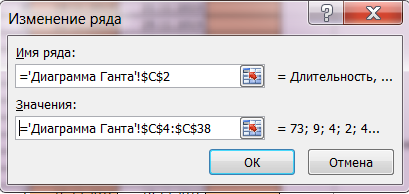 Изменение ряда
Имя ряда:
='Диаграмма Ганта'!$C$2 = Длительность, ...
Значения:
='Диаграмма Ганта'!$C$4:$C$38 = 73; 9; 4; 2; 4...
ОК Отмена